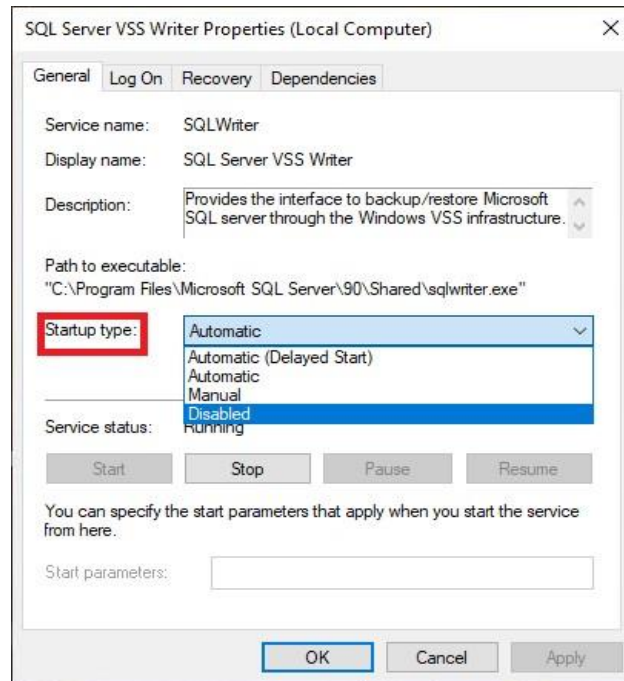 SQL Server VSS Writer Properties (Local Computer)
General Log On Recovery Dependencies
Service name: SQLWriter
Display name: SQL Server VSS Writer
Description: Provides the interface to backup/restore Microsoft
SQL server through the Windows VSS infrastructure.
Path to executable:
"C:\Program Files\Microsoft SQL Server\90\Shared\sqlwriter.exe"
Startup type: Automatic
Automatic (Delayed Start)
Automatic
Manual
Disabled
Service status: Running
Start Stop Pause Resume
You can specify the start parameters that apply when you start the service
from here.
Start parameters:
OK Cancel Apply